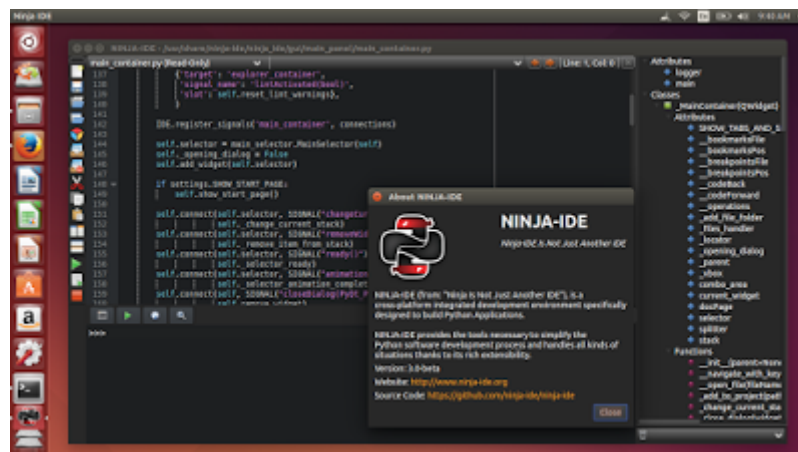 Ninja-IDE
9:40 AM
NINJA-IDE - /usr/share/ninja-ide/ninja_ide/gui/main_panel/main_container.py
main_container.py (Read-Only)
Line: 1, Col: 0
137 {'target': 'explorer_container',
138 'signal_name': 'lintActivated(bool)',
139 'slot': self.reset_lint_warnings},
140 }
141
142 IDE.register_signals('main_container', connections)
143
144 self.selector = main_selector.MainSelector(self)
145 self._opening_dialog = False
146 self.add_widget(self.selector)
147
148 if settings.SHOW_START_PAGE:
149 self.show_start_page()
150
151 self.connect(self.selector, SIGNAL("changeCur
152 self._change_current_stack)
153 self.connect(self.selector, SIGNAL("removeWid
154 self._remove_item_from_stack)
155 self.connect(self.selector, SIGNAL("ready()")
156 self._selector_ready)
157 self.connect(self.selector, SIGNAL("animation
158 self._selector_animation_complet
159 self.connect(self.selector, SIGNAL("closeDialog(PyQt_P
>>>
Attributes
logger
main
Classes
_MainContainer(QWidget)
Attributes
SHOW_TABS_AND_S
__bookmarksFile
__bookmarksPos
__breakpointsFile
__breakpointsPos
__codeBack
__codeForward
__operations
_add_file_folder
_files_handler
_locator
_opening_dialog
_parent
_vbox
combo_area
current_widget
docPage
selector
splitter
stack
Functions
__init__(parent=None
__navigate_with_key
__open_file(fileName
_add_to_project(pat
_change_current_sta
About NINJA-IDE
NINJA-IDE
Ninja-IDE Is Not Just Another IDE
NINJA-IDE (from: "Ninja Is Not Just Another IDE"), is a
cross-platform integrated development environment specifically
designed to build Python Applications.
NINJA-IDE provides the tools necessary to simplify the
Python software development process and handles all kinds of
situations thanks to its rich extensibility.
Version: 3.0-beta
Website: http://www.ninja-ide.org
Source Code: https://github.com/ninja-ide/ninja-ide
Close